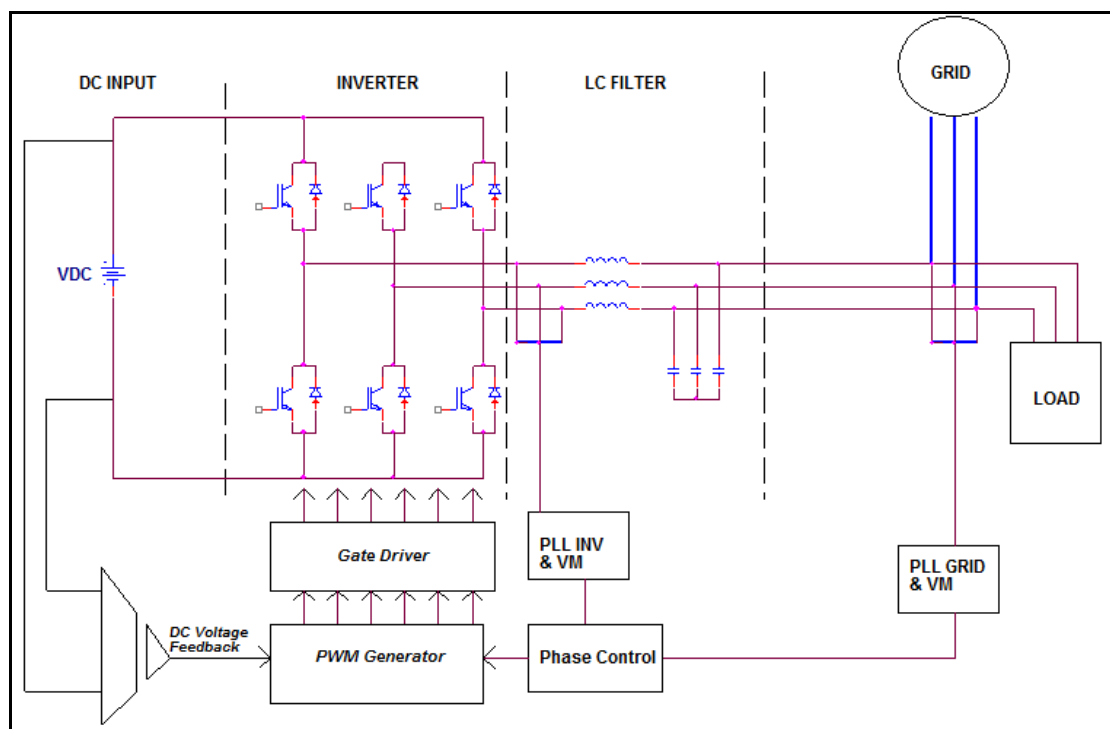 GRID
DC INPUT
INVERTER
LC FILTER
VDC
LOAD
PLL INV
& VM
PLL GRID
& VM
Gate Driver
DC Voltage
Feedback
PWM Generator
Phase Control